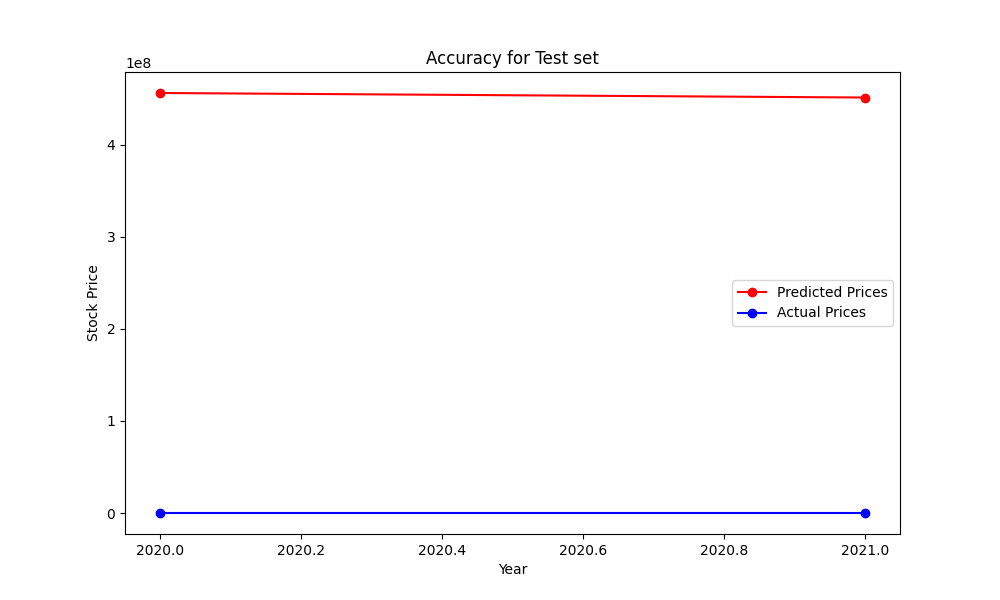 Accuracy for Test set
1e8
4
3
2
1
0
Stock Price
Predicted Prices
Actual Prices
2020.0 2020.2 2020.4 2020.6 2020.8 2021.0
Year